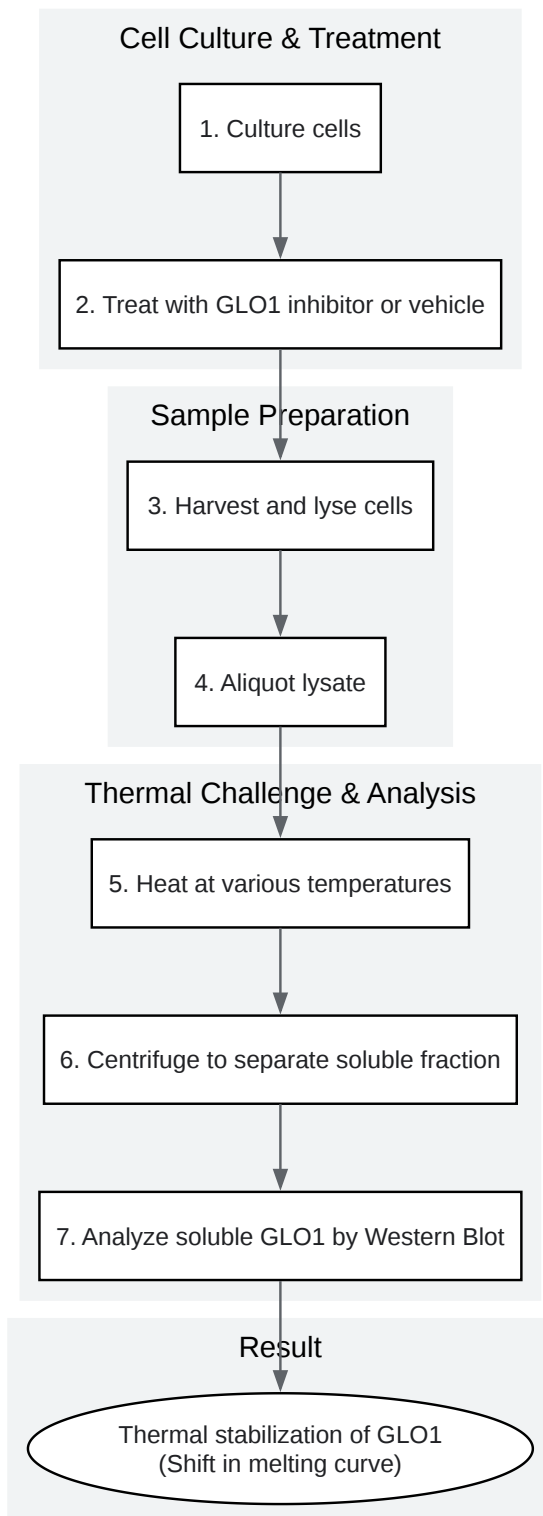 Cell Culture & Treatment
1. Culture cells
2. Treat with GLO1 inhibitor or vehicle
Sample Preparation
3. Harvest and lyse cells
4. Aliquot lysate
Thermal Challenge & Analysis
5. Heat at various temperatures
6. Centrifuge to separate soluble fraction
7. Analyze soluble GLO1 by Western Blot
Result
Thermal stabilization of GLO1
(Shift in melting curve)